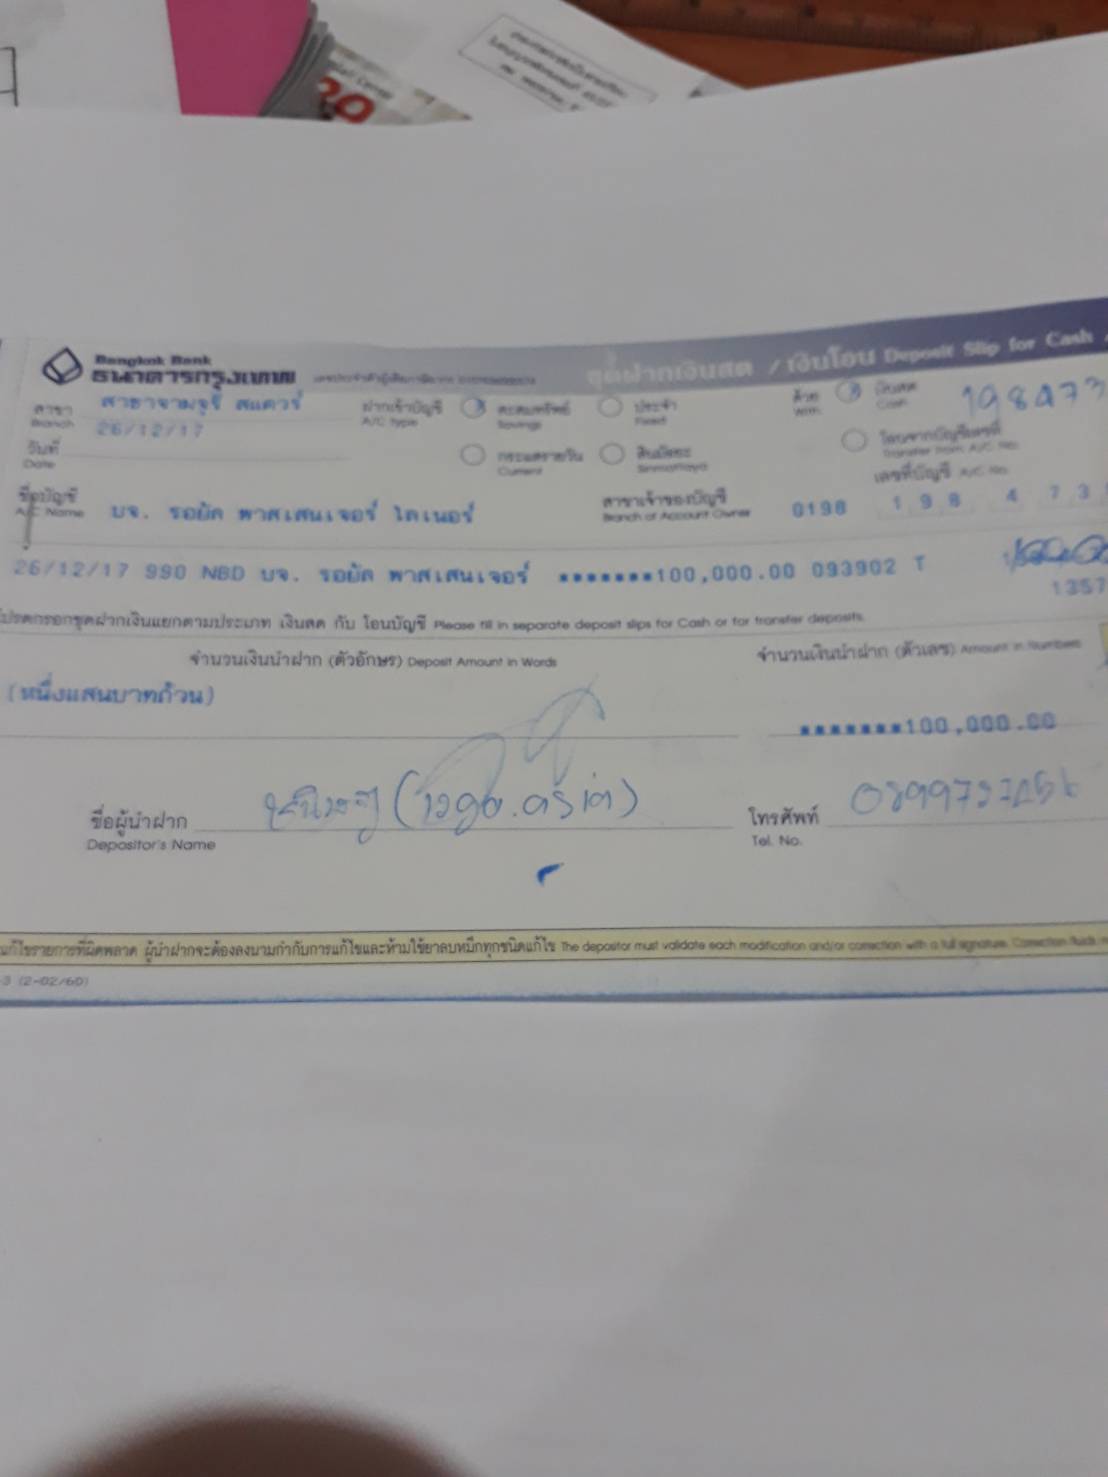 Bangkok Bank
ธนาคารกรุงเทพ
ชุดฝากเงินสด / เงินโอน Deposit Slip for Cash
สาขา Branch สาขาจามจุรี สแควร์
ฝากเข้าบัญชี A/C Type
สะสมทรัพย์ Savings
ประจำ Fixed
ด้วย With
เงินสด Cash
วันที่ Date 26/12/17
กระแสรายวัน Current
สินมัธยะ Sinmattaya
โอนจากบัญชีเลขที่ Transfer from A/C No.
เลขที่บัญชี A/C No.
ชื่อบัญชี A/C Name บจ. รอยัล พาสเสนเจอร์ ไลเนอร์
สาขาเจ้าของบัญชี Branch of Account Owner 0198
198 4 73
26/12/17 990 NBD บจ. รอยัล พาสเสนเจอร์ *******100,000.00 093902 T
1357
โปรดกรอกชุดฝากเงินแยกตามประเภท เงินสด กับ โอนบัญชี Please fill in separate deposit slips for Cash or for transfer deposits.
จำนวนเงินนำฝาก (ตัวอักษร) Deposit Amount in Words
จำนวนเงินนำฝาก (ตัวเลข) Amount in Numbers
(หนึ่งแสนบาทถ้วน)
*******100,000.00
ชื่อผู้นำฝาก
Depositor's Name
โทรศัพท์
Tel. No.
แก้ไขรายการที่ผิดพลาด ผู้นำฝากจะต้องลงนามกำกับการแก้ไขและห้ามใช้ยาลบหมึกทุกชนิดแก้ไข The depositor must validate each modification and/or correction with a full signature. Correction fluids
-3 (2-02/60)